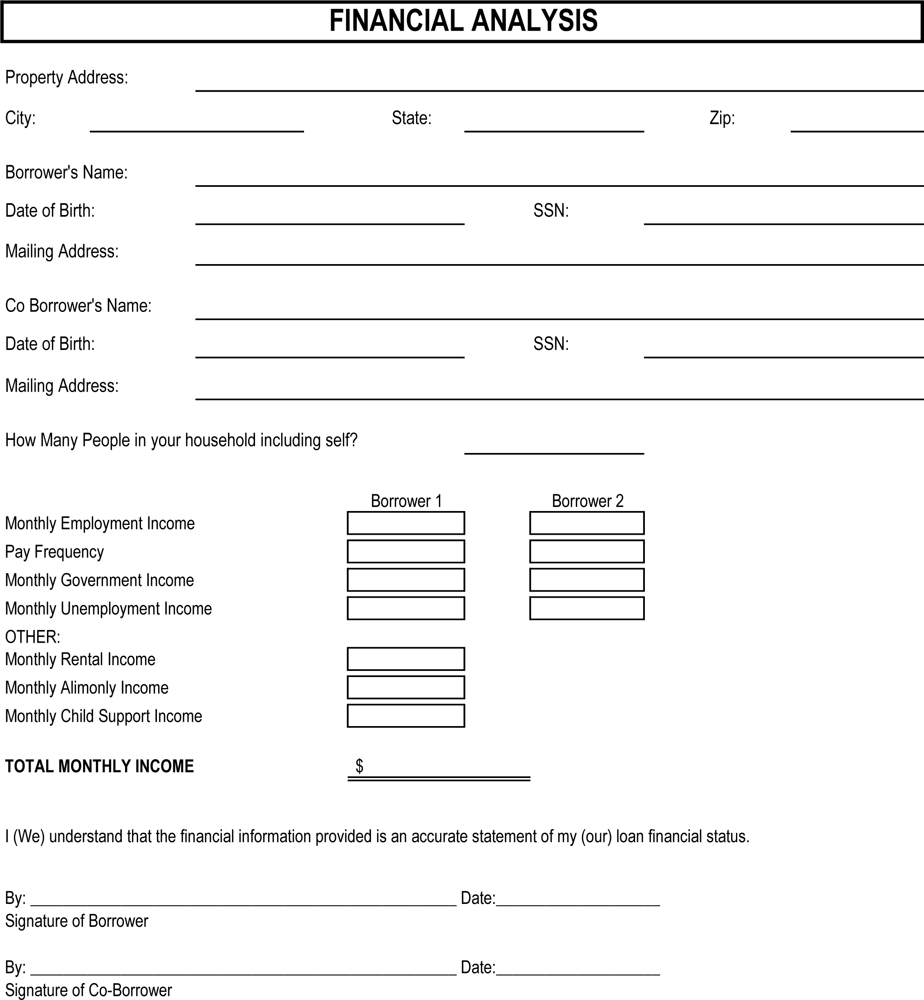 FINANCIAL ANALYSIS
Property Address:
City: State: Zip:
Borrower's Name:
Date of Birth: SSN:
Mailing Address:
Co Borrower's Name:
Date of Birth: SSN:
Mailing Address:
How Many People in your household including self?
Borrower 1 Borrower 2
Monthly Employment Income
Pay Frequency
Monthly Government Income
Monthly Unemployment Income
OTHER:
Monthly Rental Income
Monthly Alimonly Income
Monthly Child Support Income
TOTAL MONTHLY INCOME $
I (We) understand that the financial information provided is an accurate statement of my (our) loan financial status.
By: ____________________________________________________ Date:____________________
Signature of Borrower
By: ____________________________________________________ Date:____________________
Signature of Co-Borrower